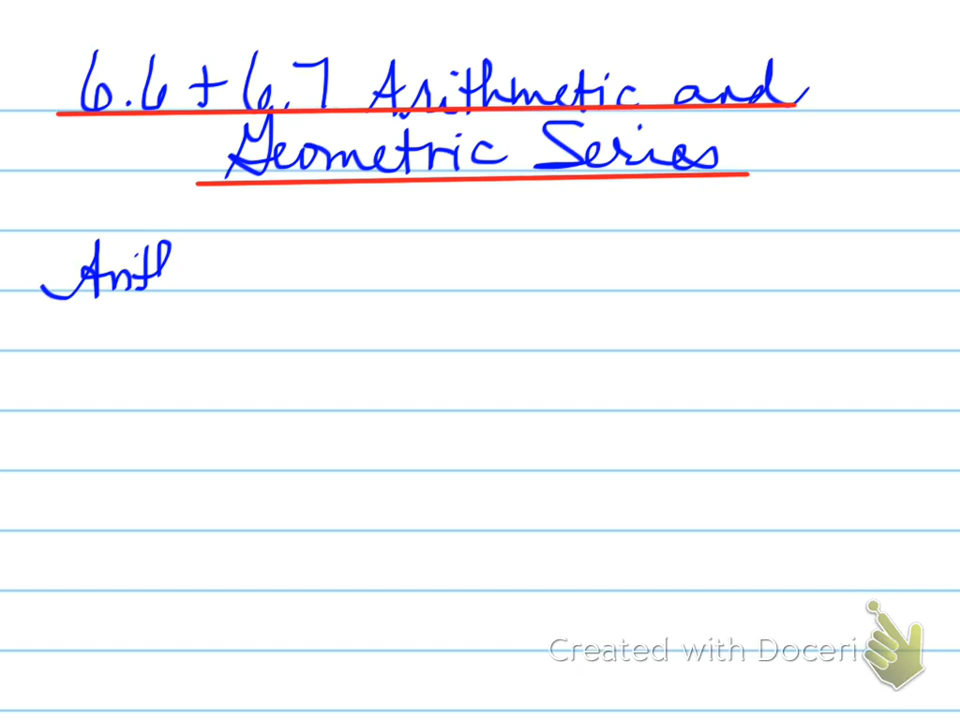 6.6 + 6.7 Arithmetic and
Geometric Series
Arith
Created with Doceri